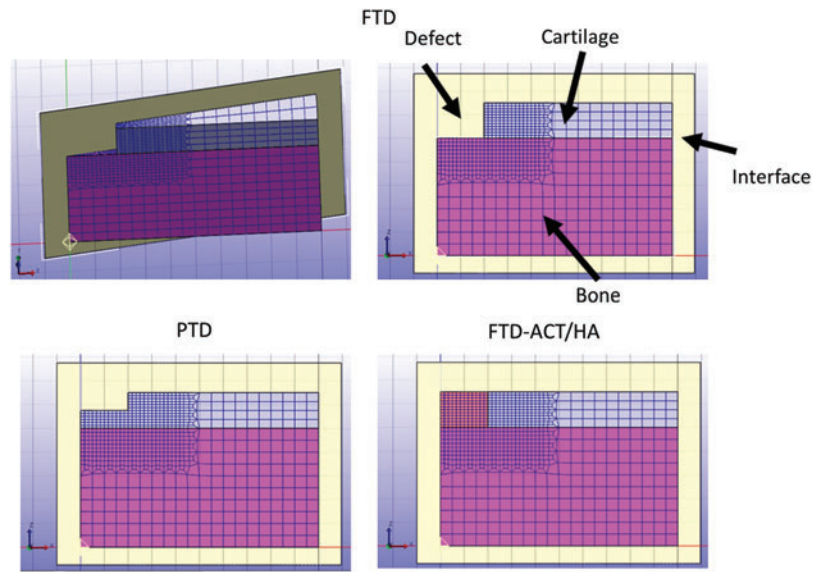 FTD
Defect
Cartilage
Interface
Bone
PTD
FTD-ACT/HA